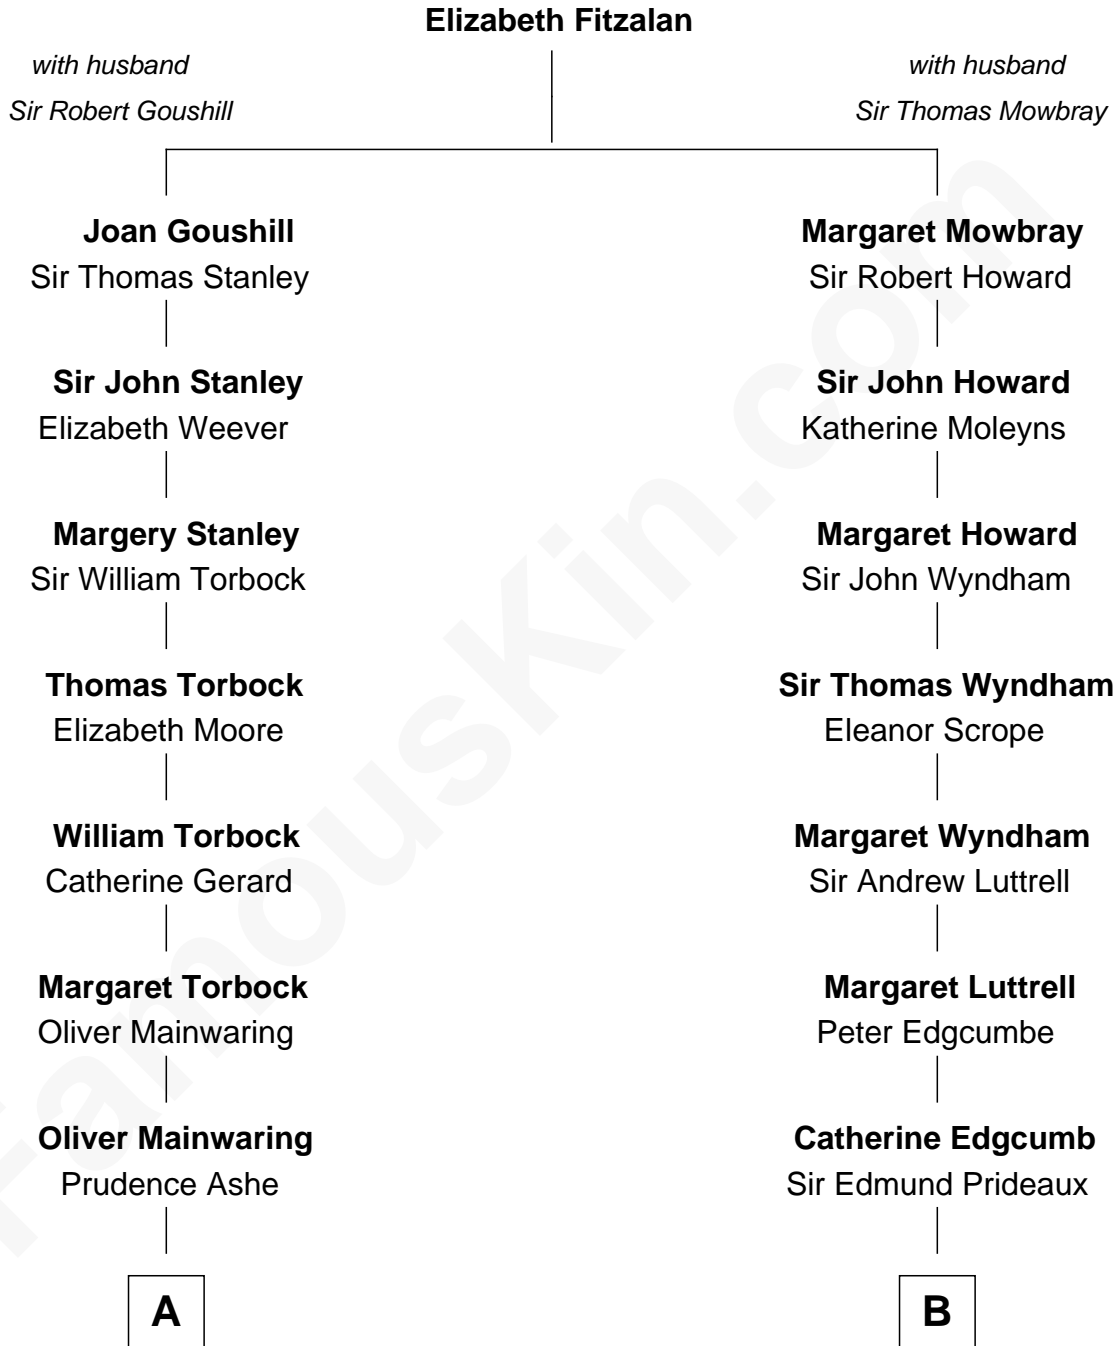 Elizabeth Fitzalan
with husband
Sir Robert Goushill
with husband
Sir Thomas Mowbray
Joan Goushill
Sir Thomas Stanley
Margaret Mowbray
Sir Robert Howard
Sir John Stanley
Elizabeth Weever
Sir John Howard
Katherine Moleyns
Margery Stanley
Sir William Torbock
Margaret Howard
Sir John Wyndham
Thomas Torbock
Elizabeth Moore
Sir Thomas Wyndham
Eleanor Scrope
William Torbock
Catherine Gerard
Margaret Wyndham
Sir Andrew Luttrell
Margaret Torbock
Oliver Mainwaring
Margaret Luttrell
Peter Edgcumbe
Oliver Mainwaring
Prudence Ashe
Catherine Edgcumb
Sir Edmund Prideaux
A
B
FamousKin.com